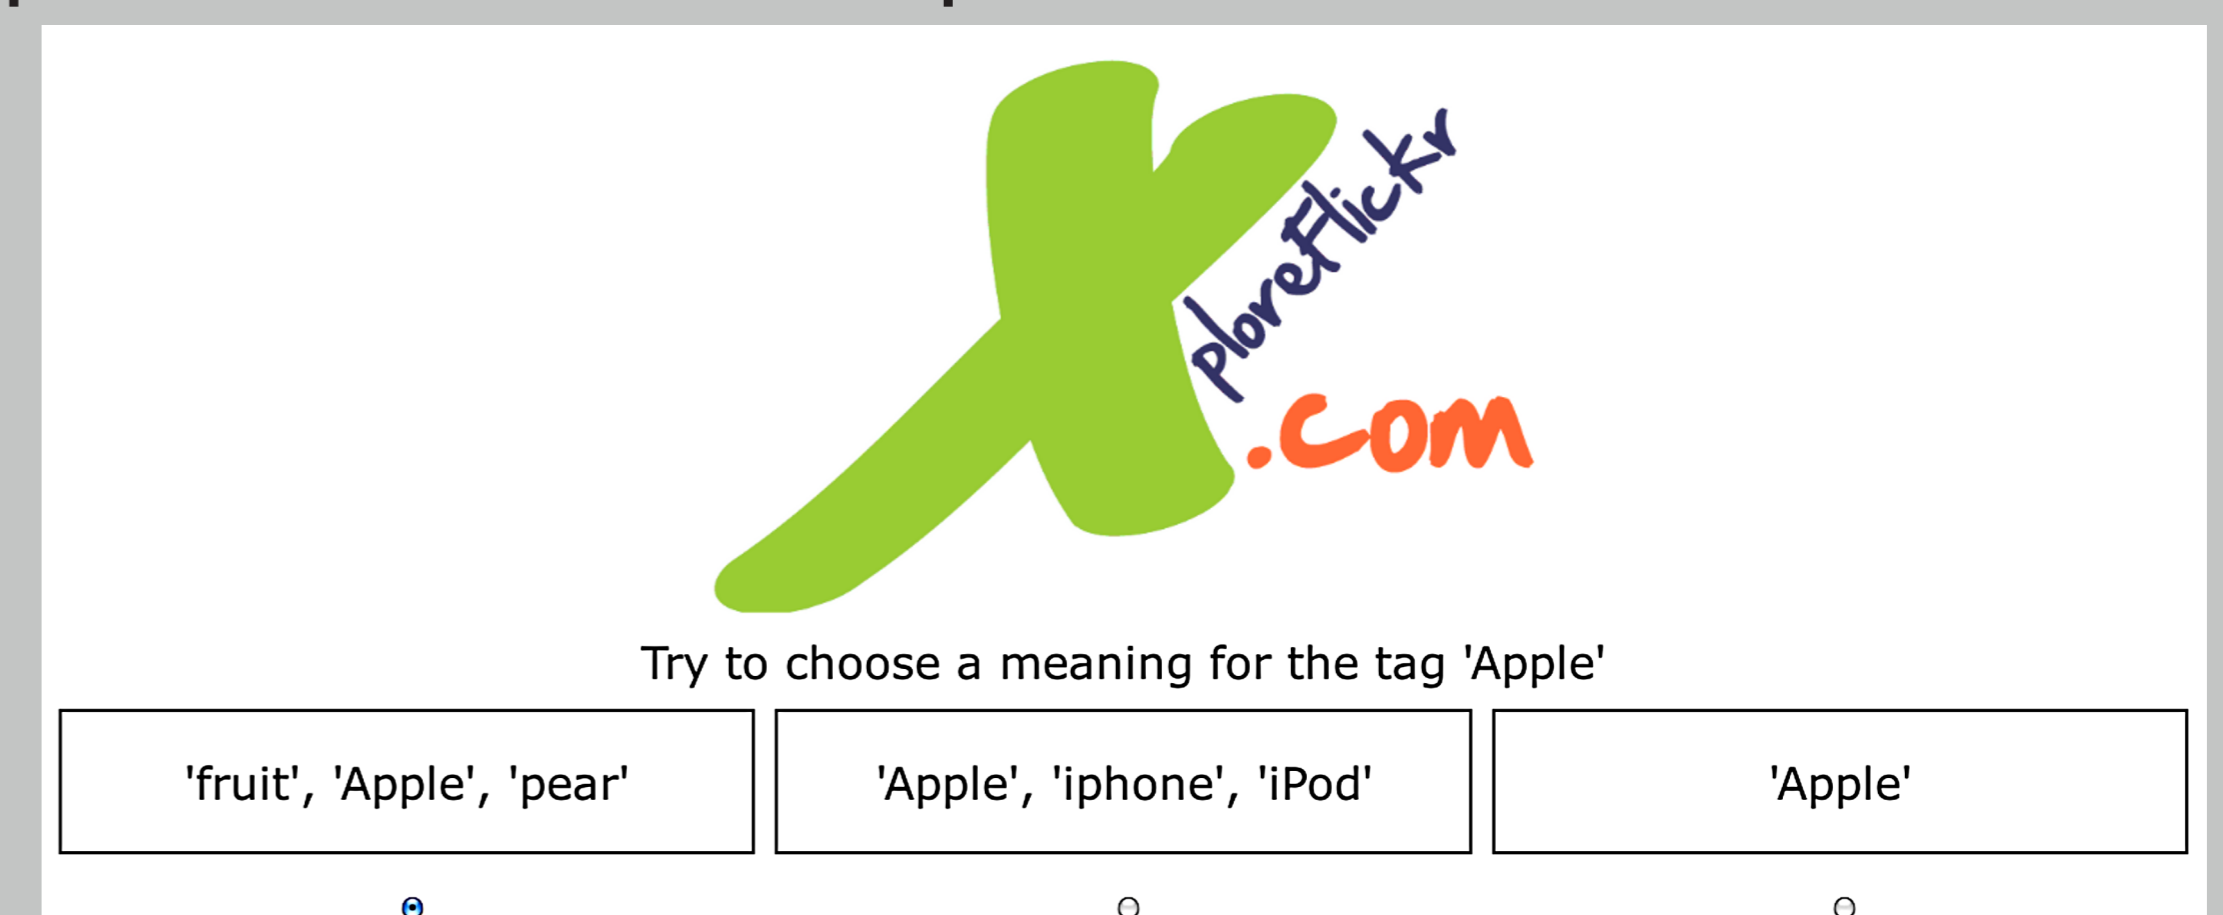 XploreFlickr
.com
Try to choose a meaning for the tag 'Apple'
'fruit', 'Apple', 'pear'
'Apple', 'iphone', 'iPod'
'Apple'